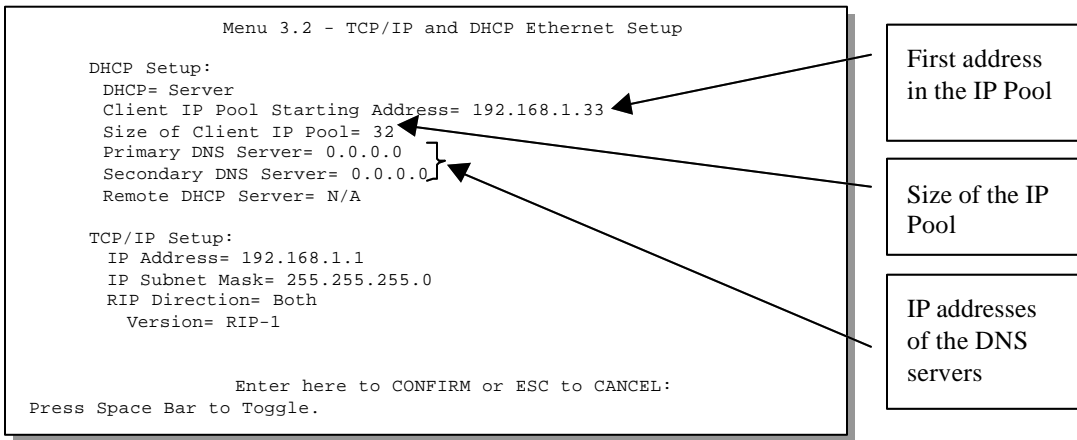 Menu 3.2 - TCP/IP and DHCP Ethernet Setup
DHCP Setup:
DHCP= Server
Client IP Pool Starting Address= 192.168.1.33
Size of Client IP Pool= 32
Primary DNS Server= 0.0.0.0
Secondary DNS Server= 0.0.0.0
Remote DHCP Server= N/A
TCP/IP Setup:
IP Address= 192.168.1.1
IP Subnet Mask= 255.255.255.0
RIP Direction= Both
Version= RIP-1
Enter here to CONFIRM or ESC to CANCEL:
Press Space Bar to Toggle.
First address
in the IP Pool
Size of the IP
Pool
IP addresses
of the DNS
servers